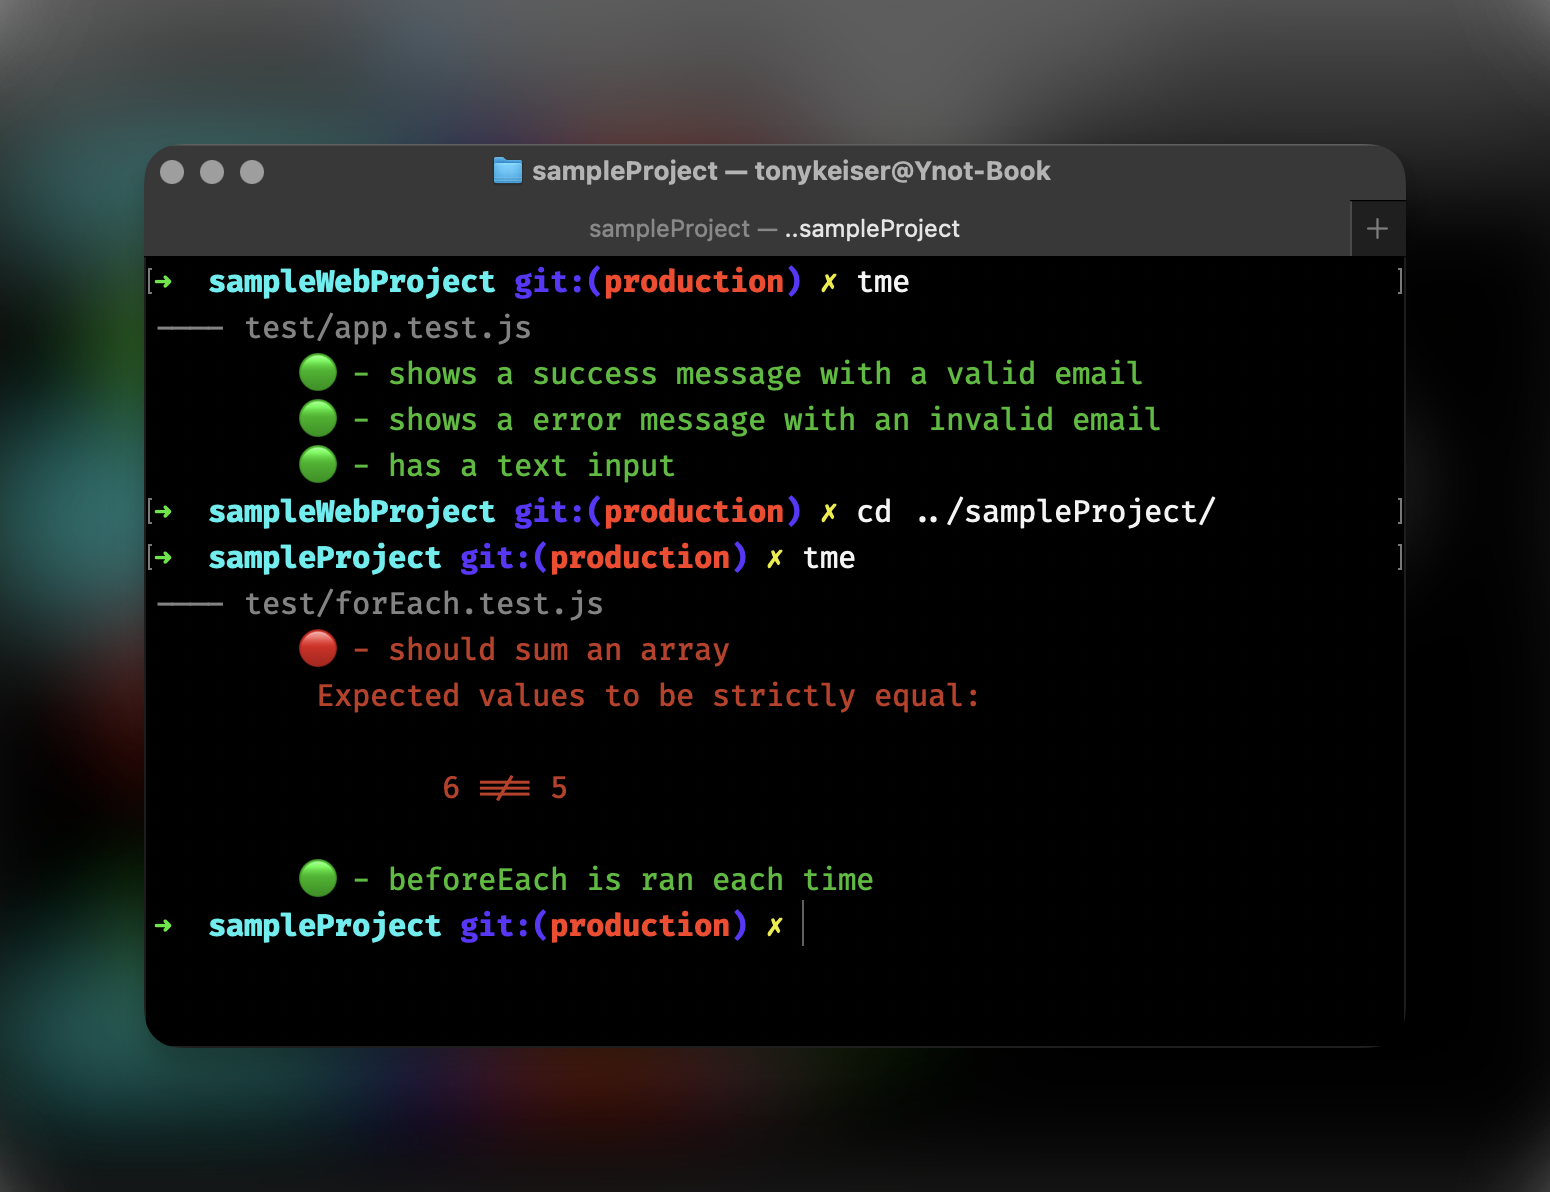 sampleProject — tonykeiser@Ynot-Book
sampleProject — ..sampleProject +
[➜ sampleWebProject git:(production) ✗ tme ]
──── test/app.test.js
🟢 – shows a success message with a valid email
🟢 – shows a error message with an invalid email
🟢 – has a text input
[➜ sampleWebProject git:(production) ✗ cd ../sampleProject/ ]
[➜ sampleProject git:(production) ✗ tme ]
──── test/forEach.test.js
🔴 – should sum an array
Expected values to be strictly equal:
6 !== 5
🟢 – beforeEach is ran each time
➜ sampleProject git:(production) ✗